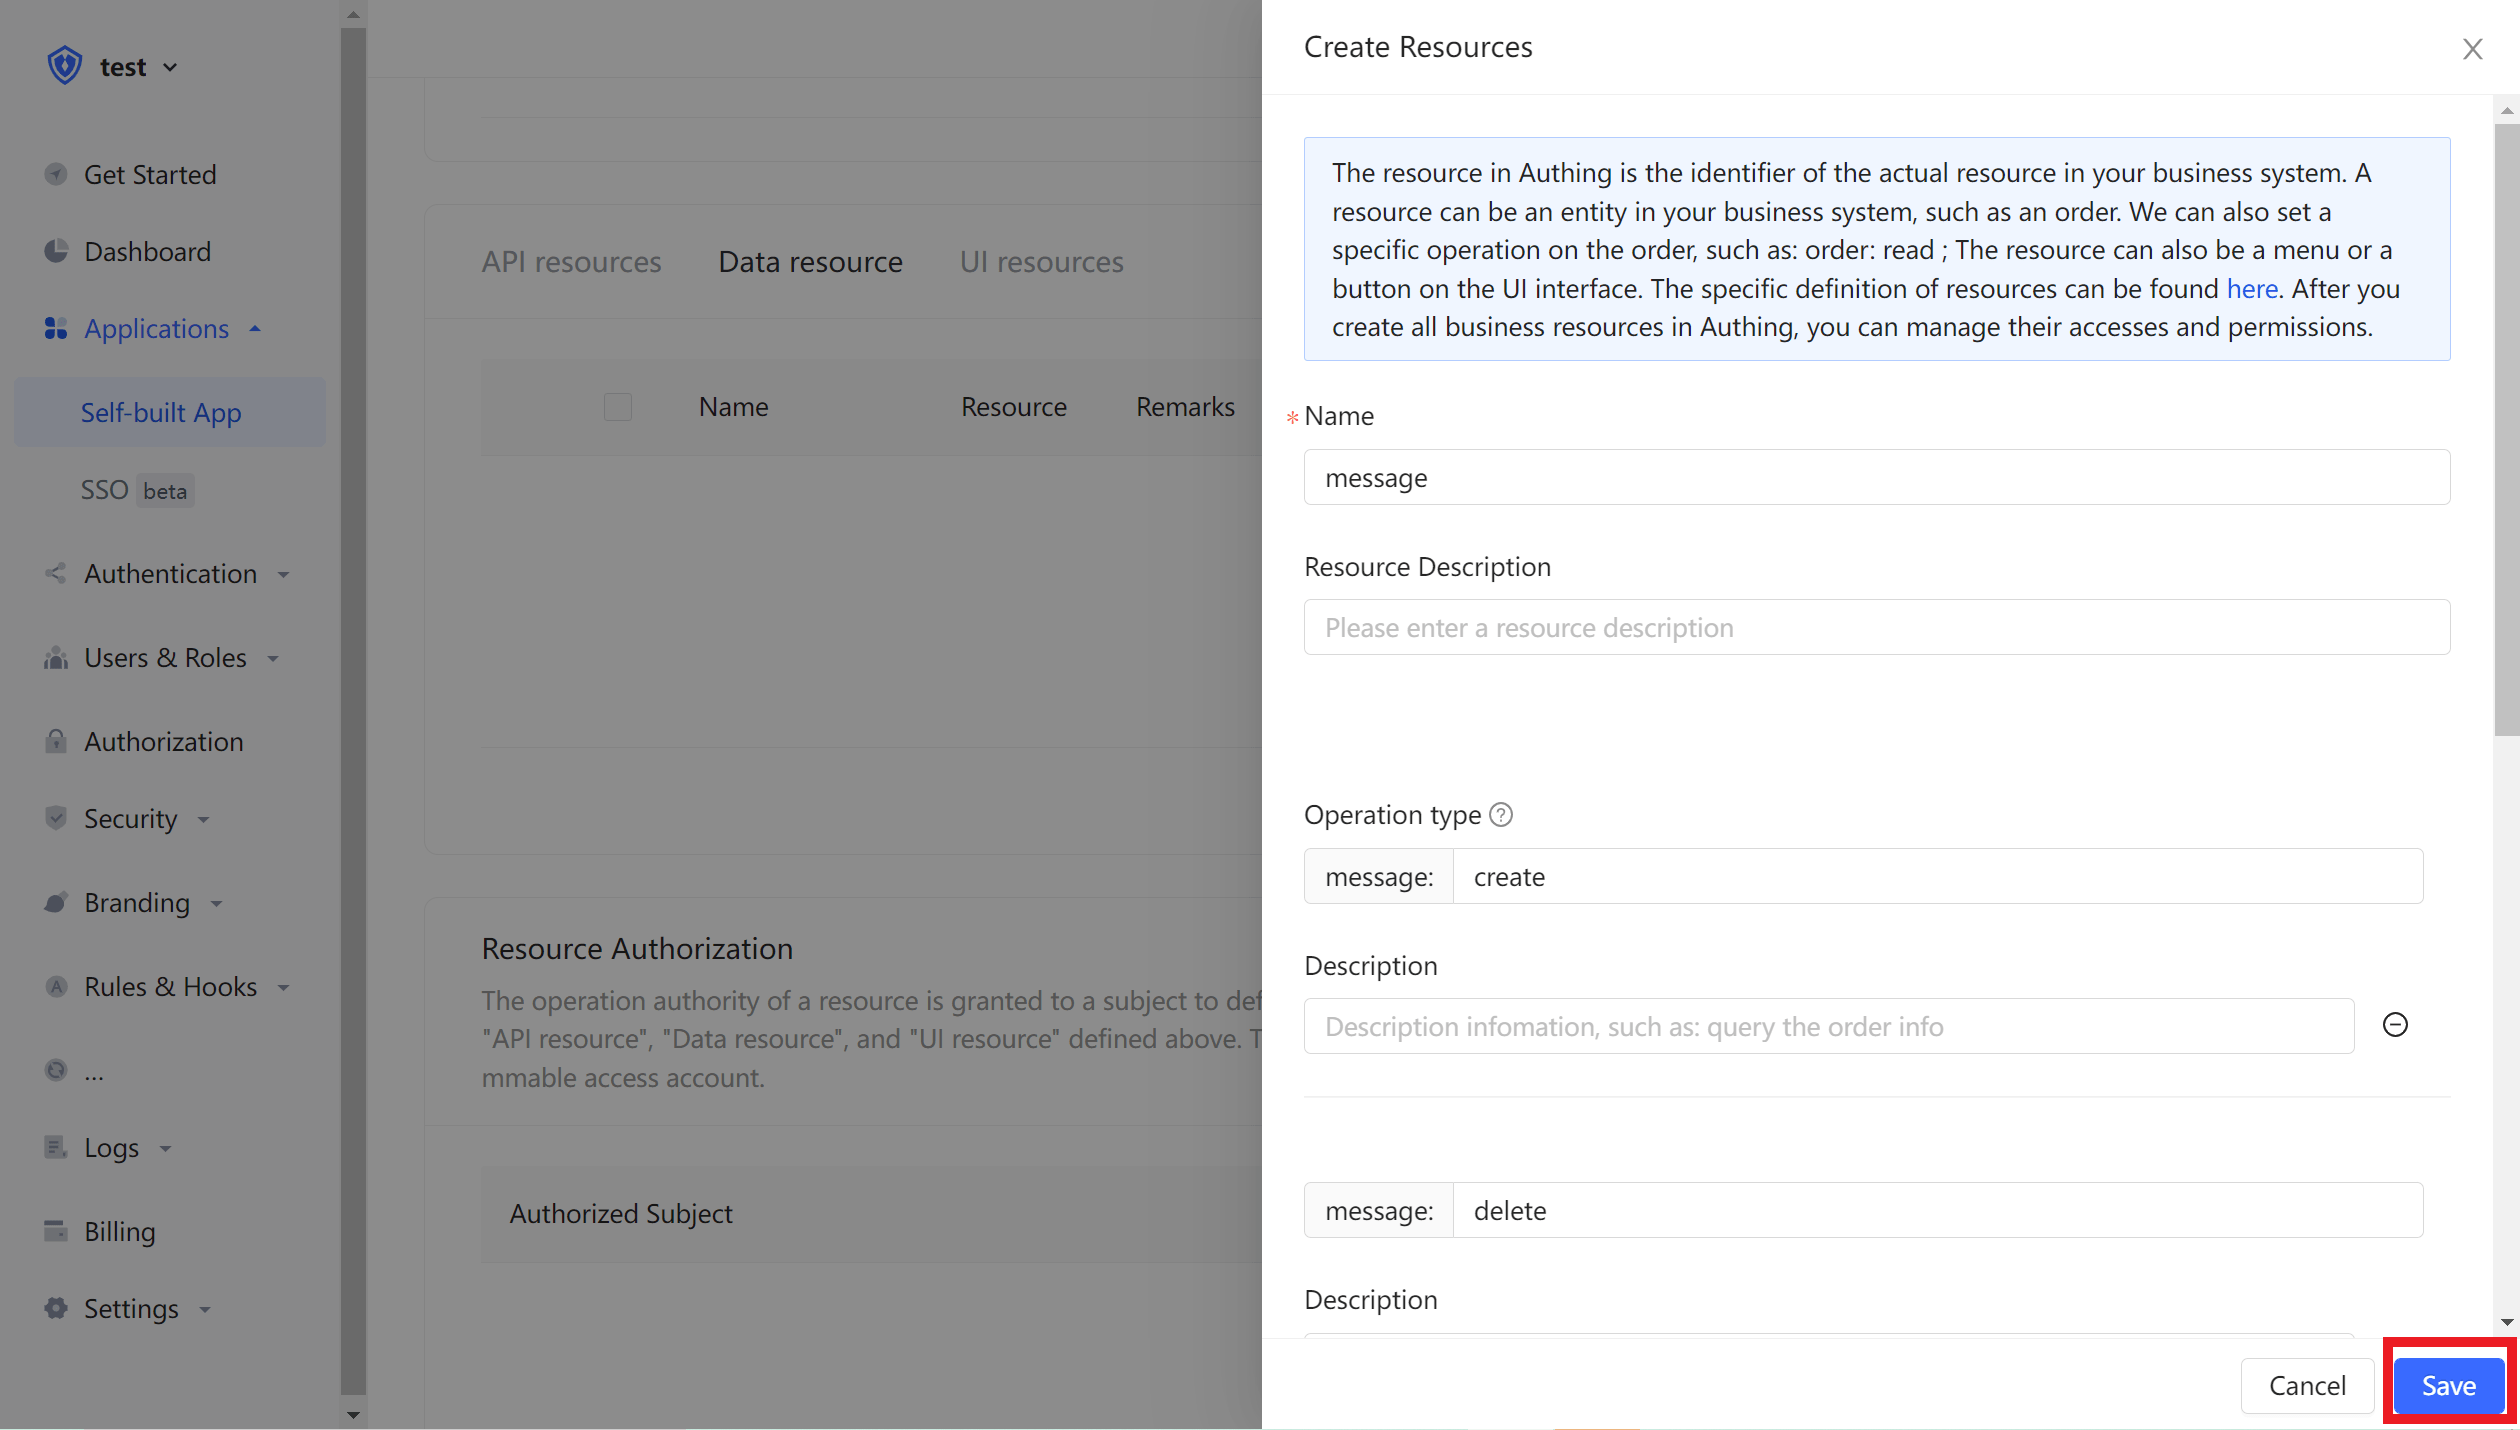 test
Get Started
Dashboard
Applications
Self-built App
SSO beta
Authentication
Users & Roles
Authorization
Security
Branding
Rules & Hooks
...
Logs
Billing
Settings
API resources Data resource UI resources
Name Resource Remarks
Resource Authorization
The operation authority of a resource is granted to a subject to def
"API resource", "Data resource", and "UI resource" defined above. T
mmable access account.
Authorized Subject
Create Resources
The resource in Authing is the identifier of the actual resource in your business system. A
resource can be an entity in your business system, such as an order. We can also set a
specific operation on the order, such as: order: read ; The resource can also be a menu or a
button on the UI interface. The specific definition of resources can be found here. After you
create all business resources in Authing, you can manage their accesses and permissions.
* Name
message
Resource Description
Please enter a resource description
Operation type ?
message: create
Description
Description infomation, such as: query the order info
message: delete
Description
Cancel Save